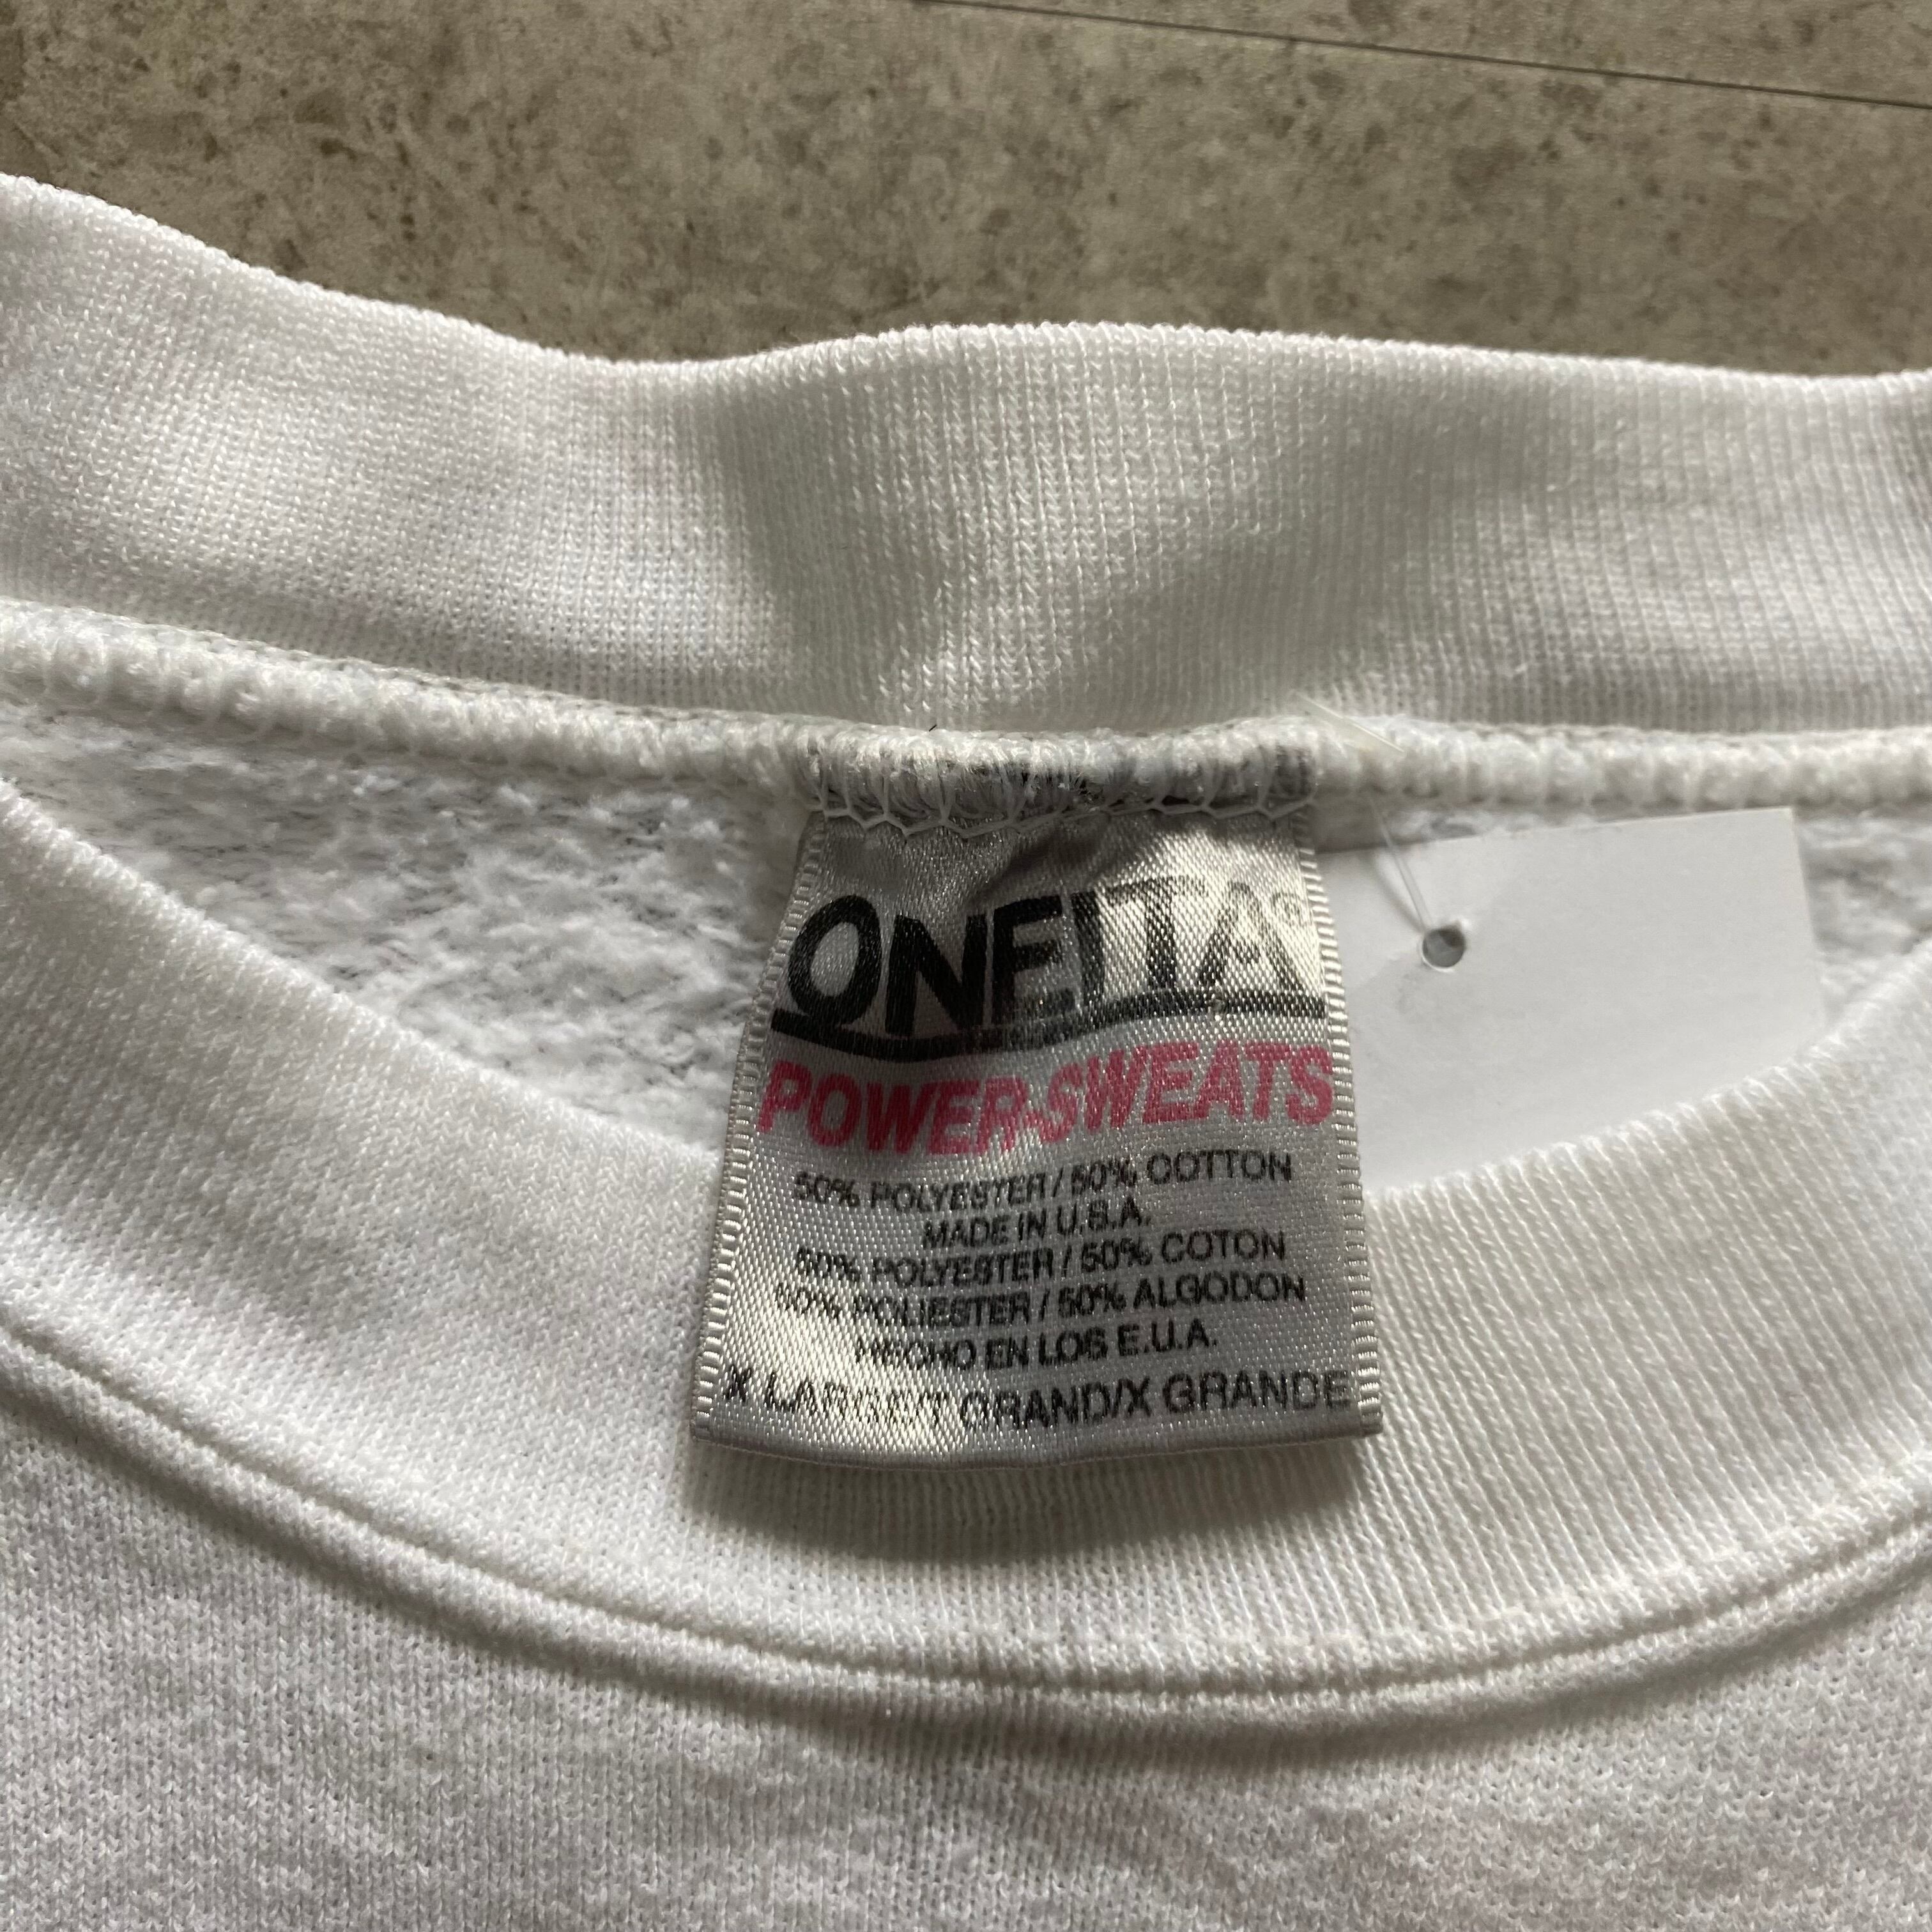 ONEITA®
POWER-SWEATS
50% POLYESTER / 50% COTTON
MADE IN U.S.A.
50% POLYESTER / 50% COTON
50% POLIESTER / 50% ALGODON
HECHO EN LOS E.U.A.
X LARGE/T GRAND/X GRANDE